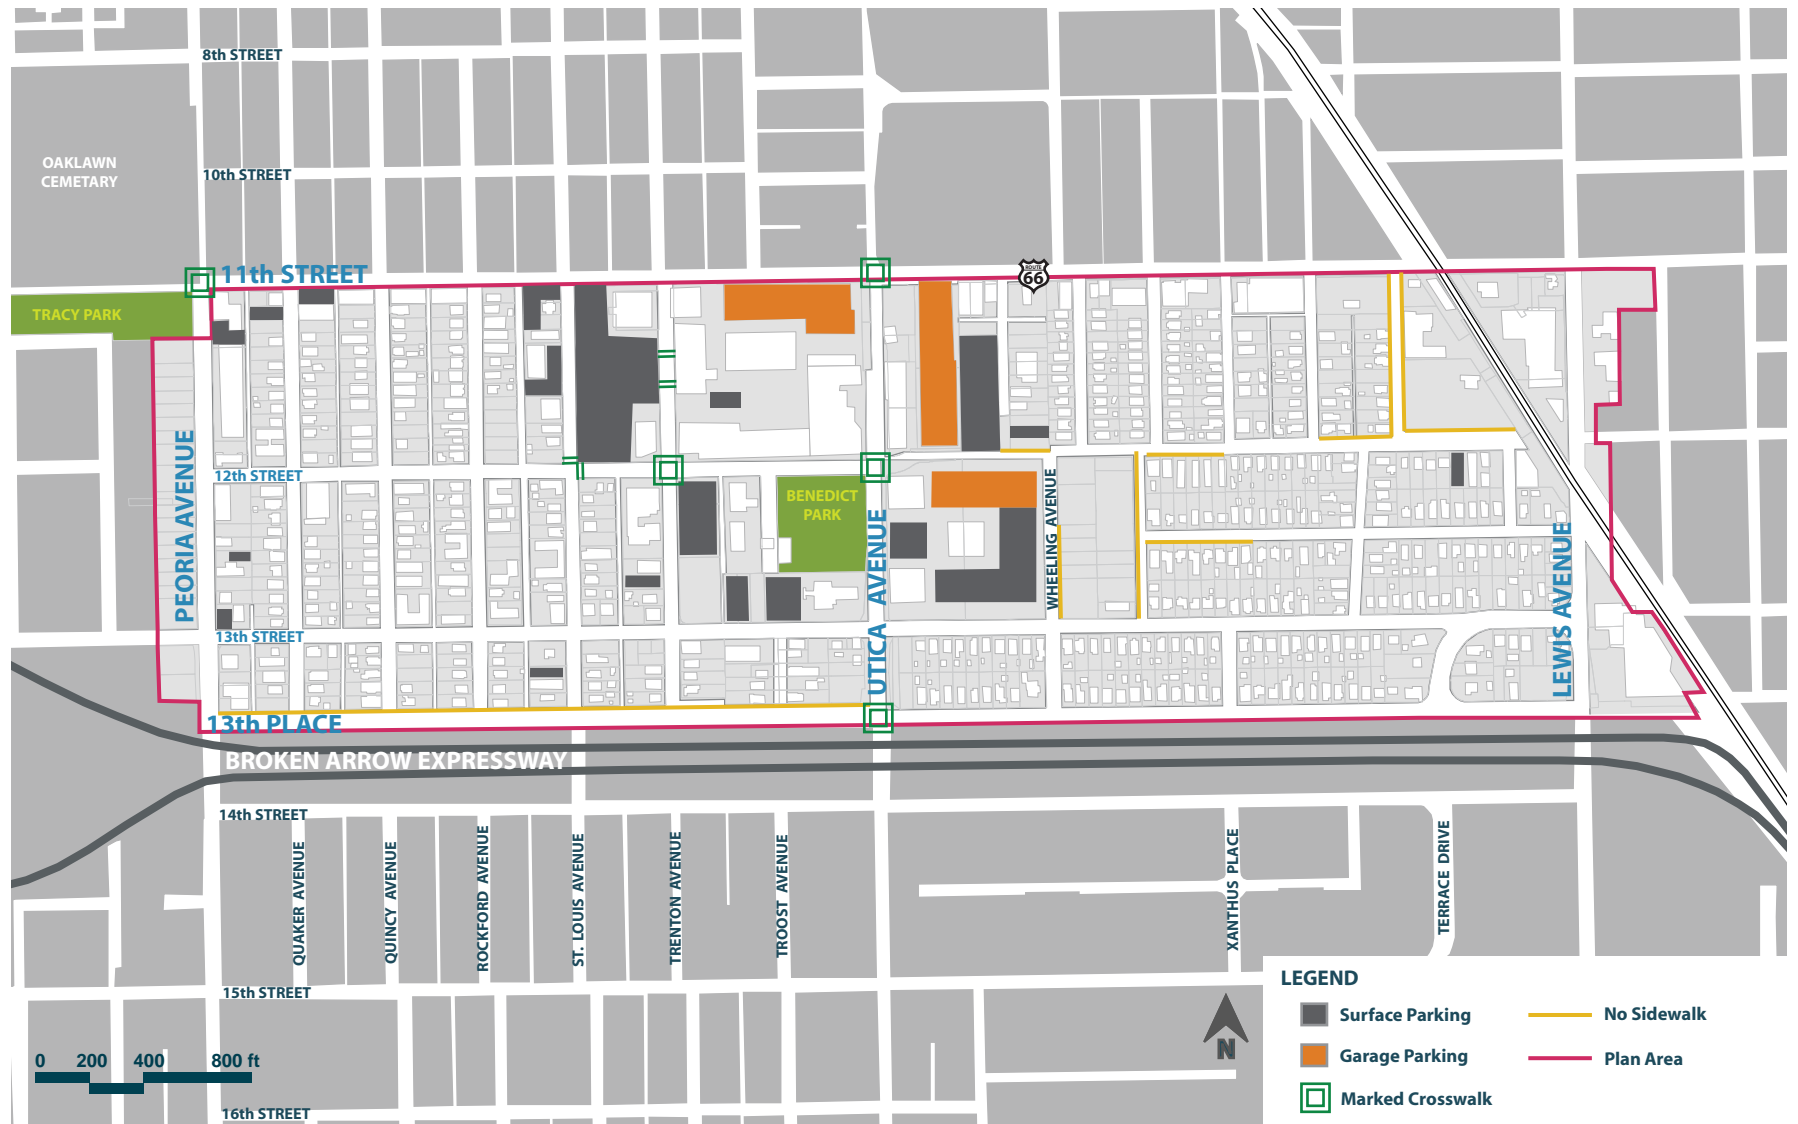 8th STREET
OAKLAWN
CEMETARY
10th STREET
11th STREET
ROUTE
66
TRACY PARK
PEORIA AVENUE
12th STREET
BENEDICT
PARK
UTICA AVENUE
WHEELING AVENUE
LEWIS AVENUE
13th STREET
13th PLACE
BROKEN ARROW EXPRESSWAY
14th STREET
QUAKER AVENUE
QUINCY AVENUE
ROCKFORD AVENUE
ST. LOUIS AVENUE
TRENTON AVENUE
TROOST AVENUE
XANTHUS PLACE
TERRACE DRIVE
15th STREET
16th STREET
0 200 400 800 ft
N
LEGEND
Surface Parking
Garage Parking
Marked Crosswalk
No Sidewalk
Plan Area